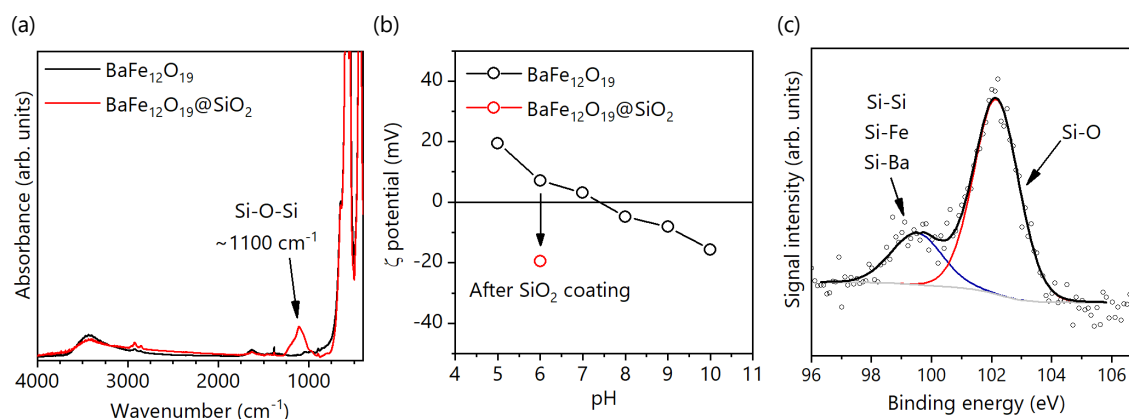 (a)
BaFe₁₂O₁₉
BaFe₁₂O₁₉@SiO₂
Si-O-Si
~1100 cm⁻¹
Absorbance (arb. units)
4000 3000 2000 1000
Wavenumber (cm⁻¹)
(b)
BaFe₁₂O₁₉
BaFe₁₂O₁₉@SiO₂
40
20
0
-20
-40
ζ potential (mV)
After SiO₂ coating
4 5 6 7 8 9 10 11
pH
(c)
Si-Si
Si-Fe
Si-Ba
Si-O
Signal intensity (arb. units)
96 98 100 102 104 106
Binding energy (eV)